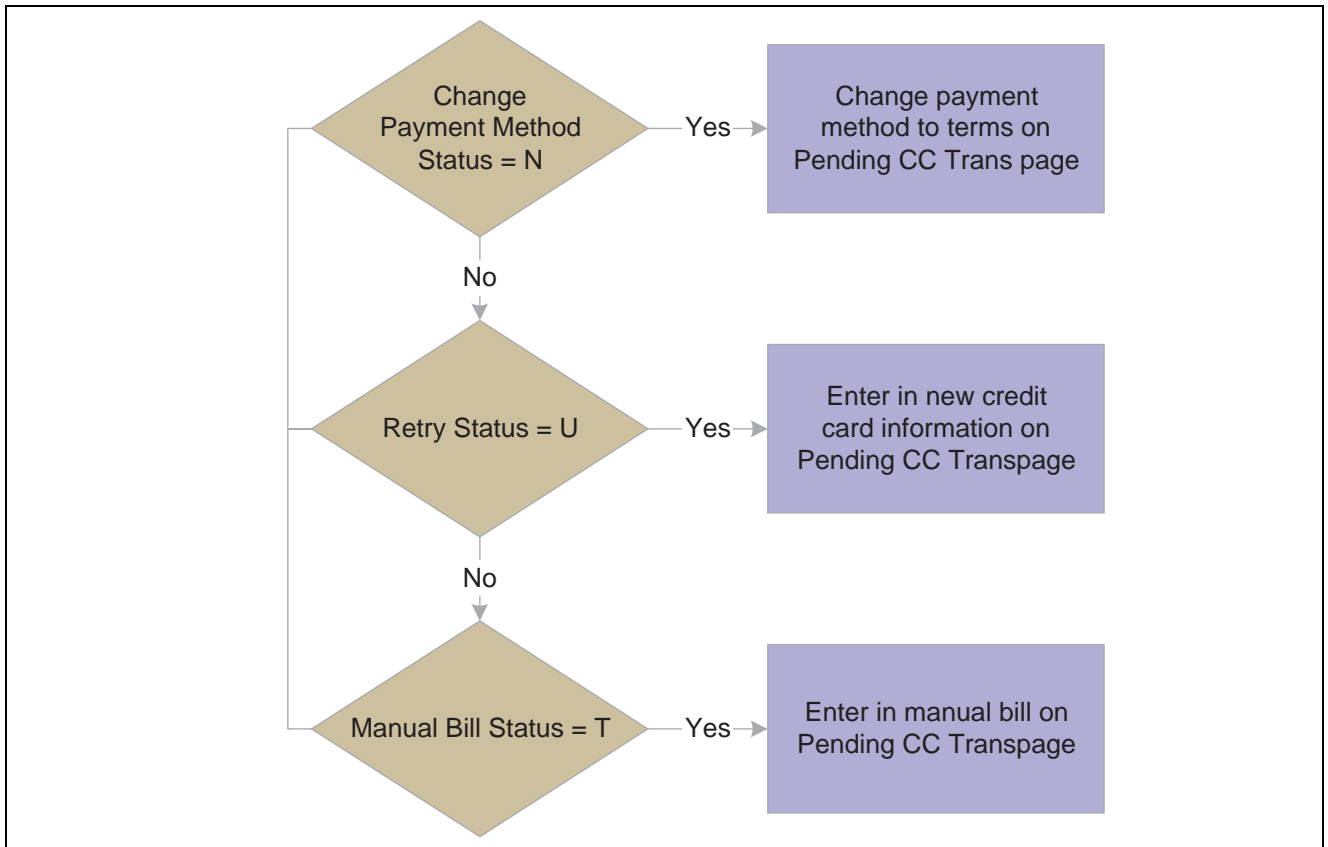 Change
Payment Method
Status = N
Yes
Change payment
method to terms on
Pending CC Trans page
No
Retry Status = U
Yes
Enter in new credit
card information on
Pending CC Transpage
No
Manual Bill Status = T
Yes
Enter in manual bill on
Pending CC Transpage